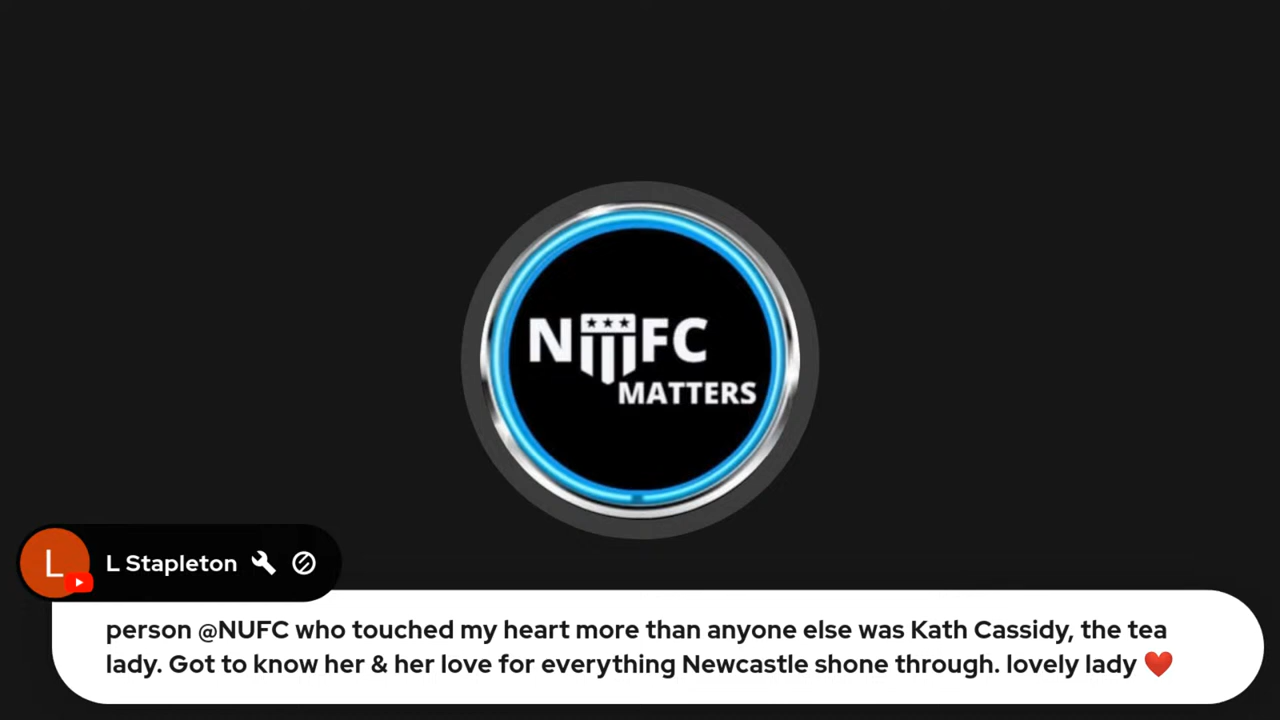 NUFC
MATTERS
L
L Stapleton
person @NUFC who touched my heart more than anyone else was Kath Cassidy, the tea
lady. Got to know her & her love for everything Newcastle shone through. lovely lady ❤️